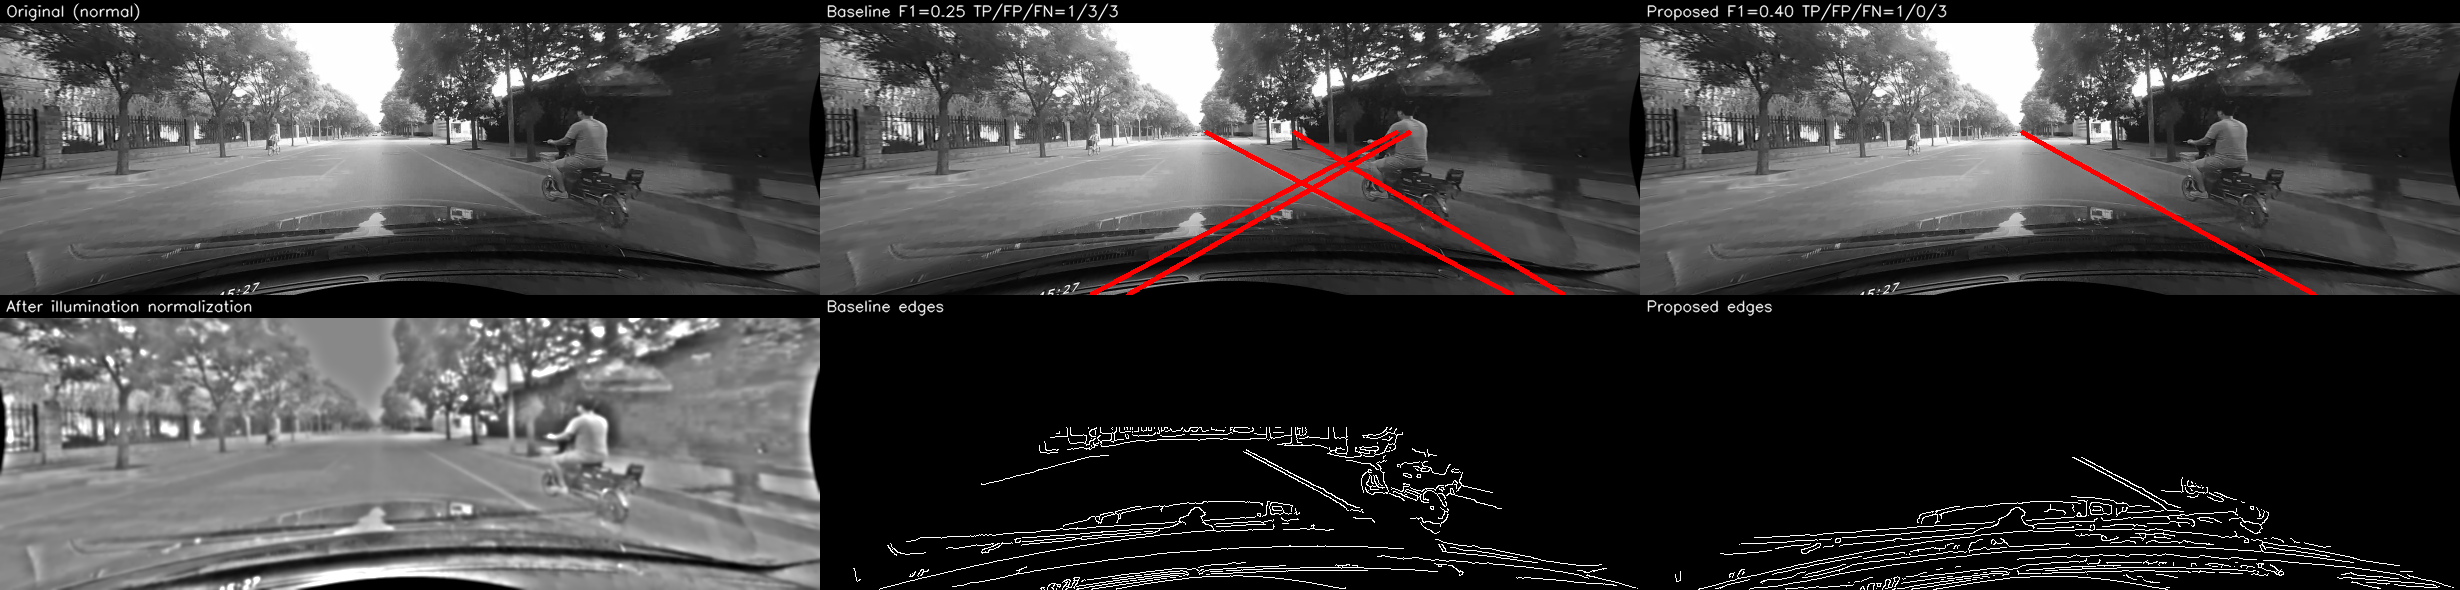 Original (normal)
Baseline F1=0.25 TP/FP/FN=1/3/3
Proposed F1=0.40 TP/FP/FN=1/0/3
After illumination normalization
Baseline edges
Proposed edges